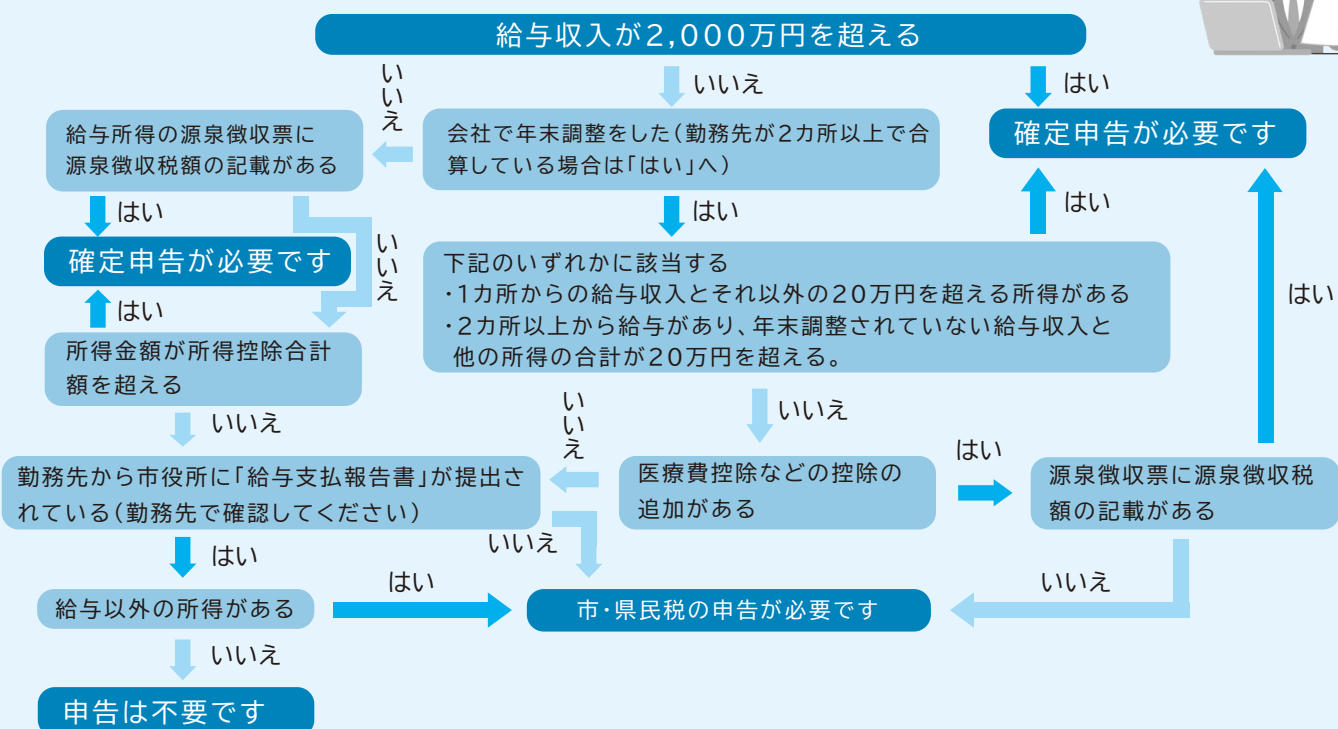 給与収入が2,000万円を超える
いいえ
いいえ
はい
給与所得の源泉徴収票に
源泉徴収税額の記載がある
会社で年末調整をした(勤務先が2カ所以上で合
算している場合は「はい」へ)
確定申告が必要です
はい
いいえ
はい
はい
はい
確定申告が必要です
下記のいずれかに該当する
・1カ所からの給与収入とそれ以外の20万円を超える所得がある
・2カ所以上から給与があり、年末調整されていない給与収入と
他の所得の合計が20万円を超える。
はい
所得金額が所得控除合計
額を超える
いいえ
いいえ
いいえ
勤務先から市役所に「給与支払報告書」が提出さ
れている(勤務先で確認してください)
医療費控除などの控除の
追加がある
はい
源泉徴収票に源泉徴収税
額の記載がある
はい
いいえ
はい
いいえ
給与以外の所得がある
市・県民税の申告が必要です
いいえ
申告は不要です